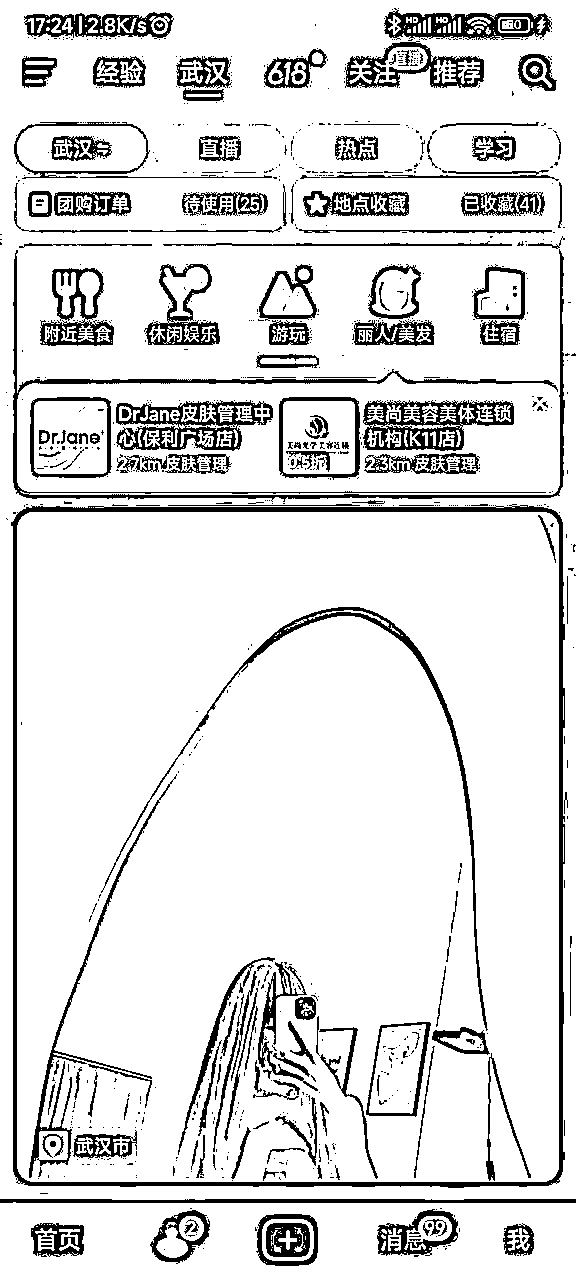 17:24 | 2.8K/s
经验 武汉 618 关注 直播 推荐
武汉 直播 热点 学习
团购订单 待使用(25) 地点收藏 已收藏(41)
附近美食 休闲娱乐 游玩 丽人/美发 住宿
DrJane皮肤管理中心(保利广场店)
2.7km 皮肤管理
Dr.Jane
美尚美容美体连锁机构(K11店)
2.3km 皮肤管理
0.5折
武汉市
首页 2 消息 99 我